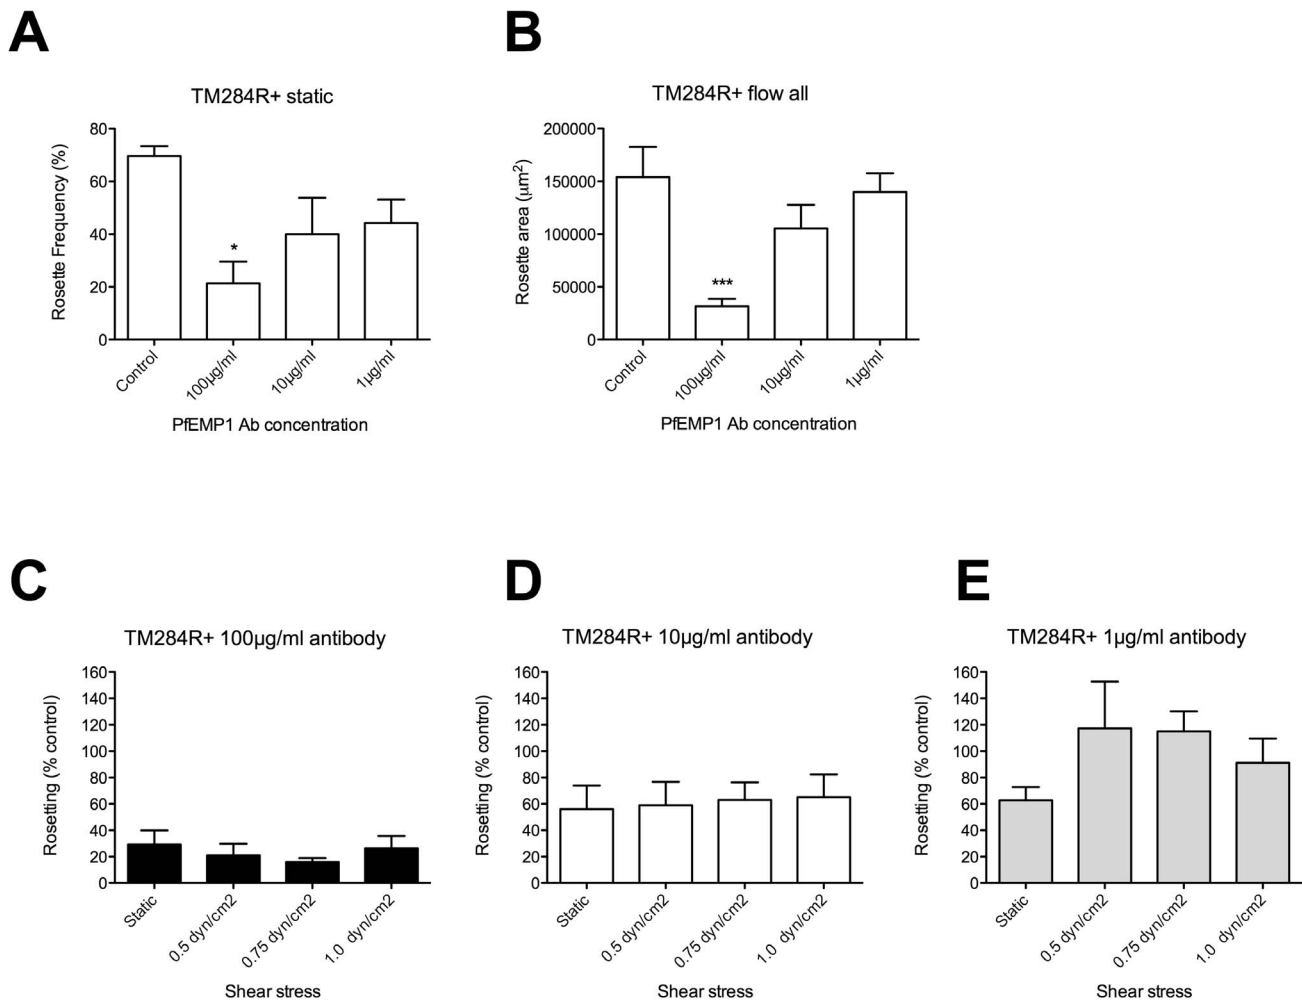 A
B
TM284R+ static
TM284R+ flow all
Rosette Frequency (%)
80
60
40
20
0
*
Control
100µg/ml
10µg/ml
1µg/ml
PfEMP1 Ab concentration
Rosette area (µm²)
200000
150000
100000
50000
0
***
Control
100µg/ml
10µg/ml
1µg/ml
PfEMP1 Ab concentration
C
D
E
TM284R+ 100µg/ml antibody
TM284R+ 10µg/ml antibody
TM284R+ 1µg/ml antibody
Rosetting (% control)
160
140
120
100
80
60
40
20
0
Static
0.5 dyn/cm2
0.75 dyn/cm2
1.0 dyn/cm2
Shear stress
Rosetting (% control)
160
140
120
100
80
60
40
20
0
Static
0.5 dyn/cm2
0.75 dyn/cm2
1.0 dyn/cm2
Shear stress
Rosetting (% control)
160
140
120
100
80
60
40
20
0
Static
0.5 dyn/cm2
0.75 dyn/cm2
1.0 dyn/cm2
Shear stress